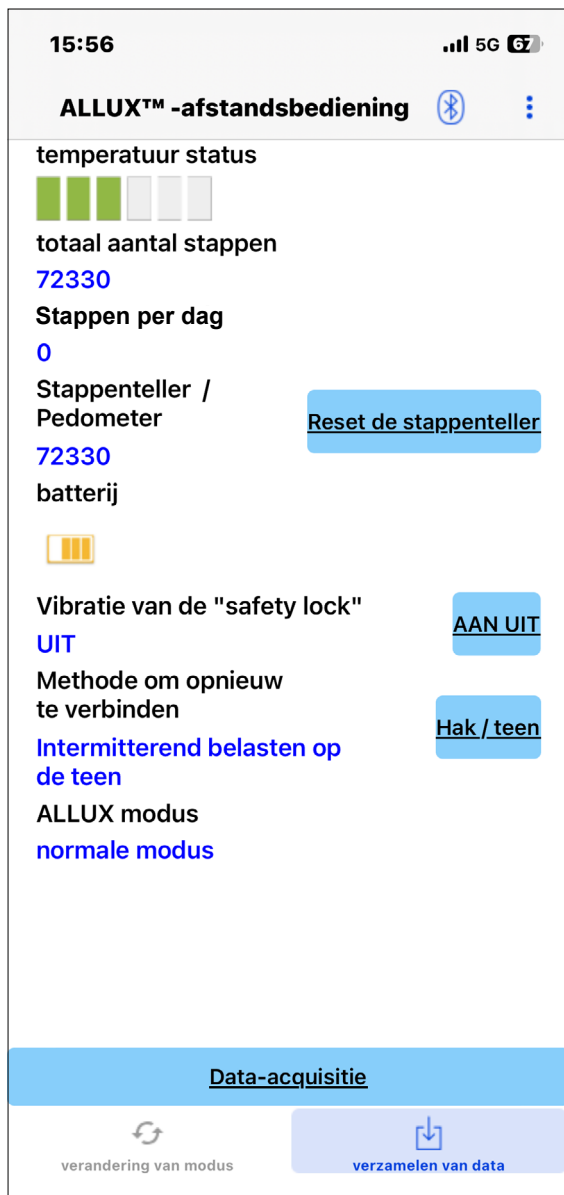 15:56
5G 67
ALLUX™ -afstandsbediening
temperatuur status
totaal aantal stappen
72330
Stappen per dag
0
Stappenteller /
Pedometer
Reset de stappenteller
72330
batterij
Vibratie van de "safety lock"
UIT
AAN UIT
Methode om opnieuw
te verbinden
Hak / teen
Intermitterend belasten op
de teen
ALLUX modus
normale modus
Data-acquisitie
verandering van modus
verzamelen van data